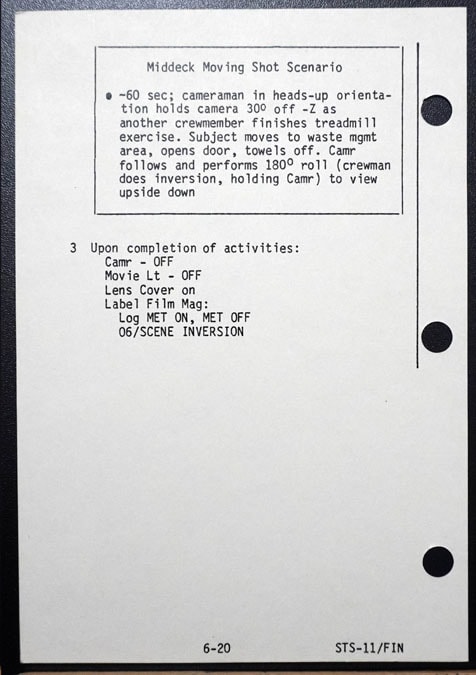 Middeck Moving Shot Scenario
● ~60 sec; cameraman in heads-up orienta-
tion holds camera 30º off -Z as
another crewmember finishes treadmill
exercise. Subject moves to waste mgmt
area, opens door, towels off. Camr
follows and performs 180º roll (crewman
does inversion, holding Camr) to view
upside down
3 Upon completion of activities:
Camr - OFF
Movie Lt - OFF
Lens Cover on
Label Film Mag:
Log MET ON, MET OFF
06/SCENE INVERSION
6-20 STS-11/FIN